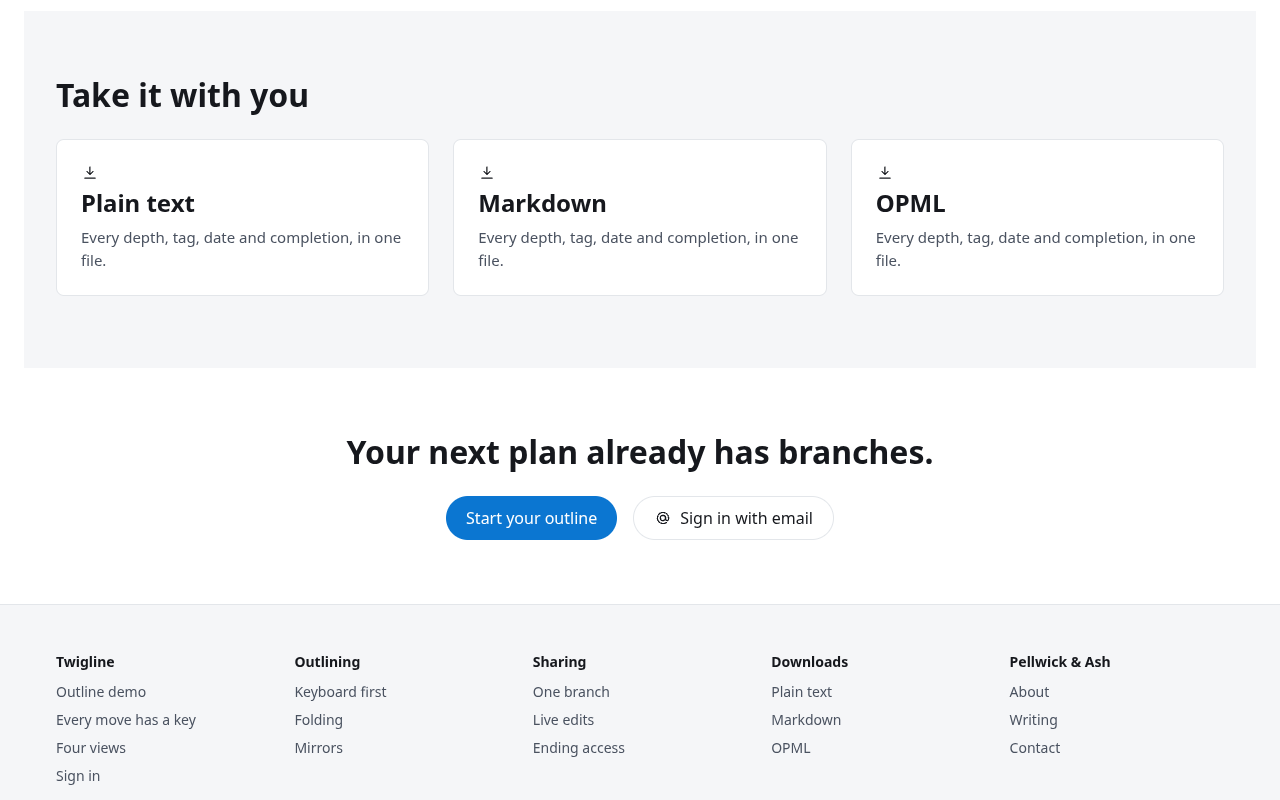 Take it with you
Plain text
Every depth, tag, date and completion, in one
file.
Markdown
Every depth, tag, date and completion, in one
file.
OPML
Every depth, tag, date and completion, in one
file.
Your next plan already has branches.
Start your outline
Sign in with email
Twigline
Outline demo
Every move has a key
Four views
Sign in
Outlining
Keyboard first
Folding
Mirrors
Sharing
One branch
Live edits
Ending access
Downloads
Plain text
Markdown
OPML
Pellwick & Ash
About
Writing
Contact